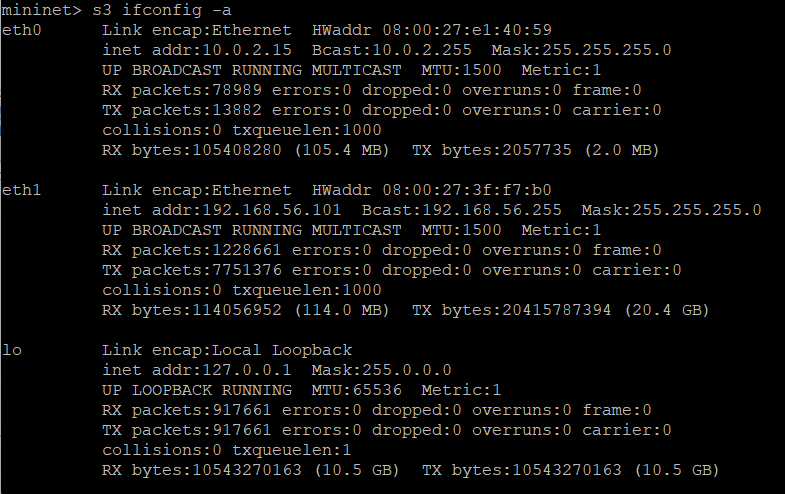 mininet> s3 ifconfig -a
eth0      Link encap:Ethernet  HWaddr 08:00:27:e1:40:59
          inet addr:10.0.2.15  Bcast:10.0.2.255  Mask:255.255.255.0
          UP BROADCAST RUNNING MULTICAST  MTU:1500  Metric:1
          RX packets:78989 errors:0 dropped:0 overruns:0 frame:0
          TX packets:13882 errors:0 dropped:0 overruns:0 carrier:0
          collisions:0 txqueuelen:1000
          RX bytes:105408280 (105.4 MB)  TX bytes:2057735 (2.0 MB)

eth1      Link encap:Ethernet  HWaddr 08:00:27:3f:f7:b0
          inet addr:192.168.56.101  Bcast:192.168.56.255  Mask:255.255.255.0
          UP BROADCAST RUNNING MULTICAST  MTU:1500  Metric:1
          RX packets:1228661 errors:0 dropped:0 overruns:0 frame:0
          TX packets:7751376 errors:0 dropped:0 overruns:0 carrier:0
          collisions:0 txqueuelen:1000
          RX bytes:114056952 (114.0 MB)  TX bytes:20415787394 (20.4 GB)

lo        Link encap:Local Loopback
          inet addr:127.0.0.1  Mask:255.0.0.0
          UP LOOPBACK RUNNING  MTU:65536  Metric:1
          RX packets:917661 errors:0 dropped:0 overruns:0 frame:0
          TX packets:917661 errors:0 dropped:0 overruns:0 carrier:0
          collisions:0 txqueuelen:1
          RX bytes:10543270163 (10.5 GB)  TX bytes:10543270163 (10.5 GB)